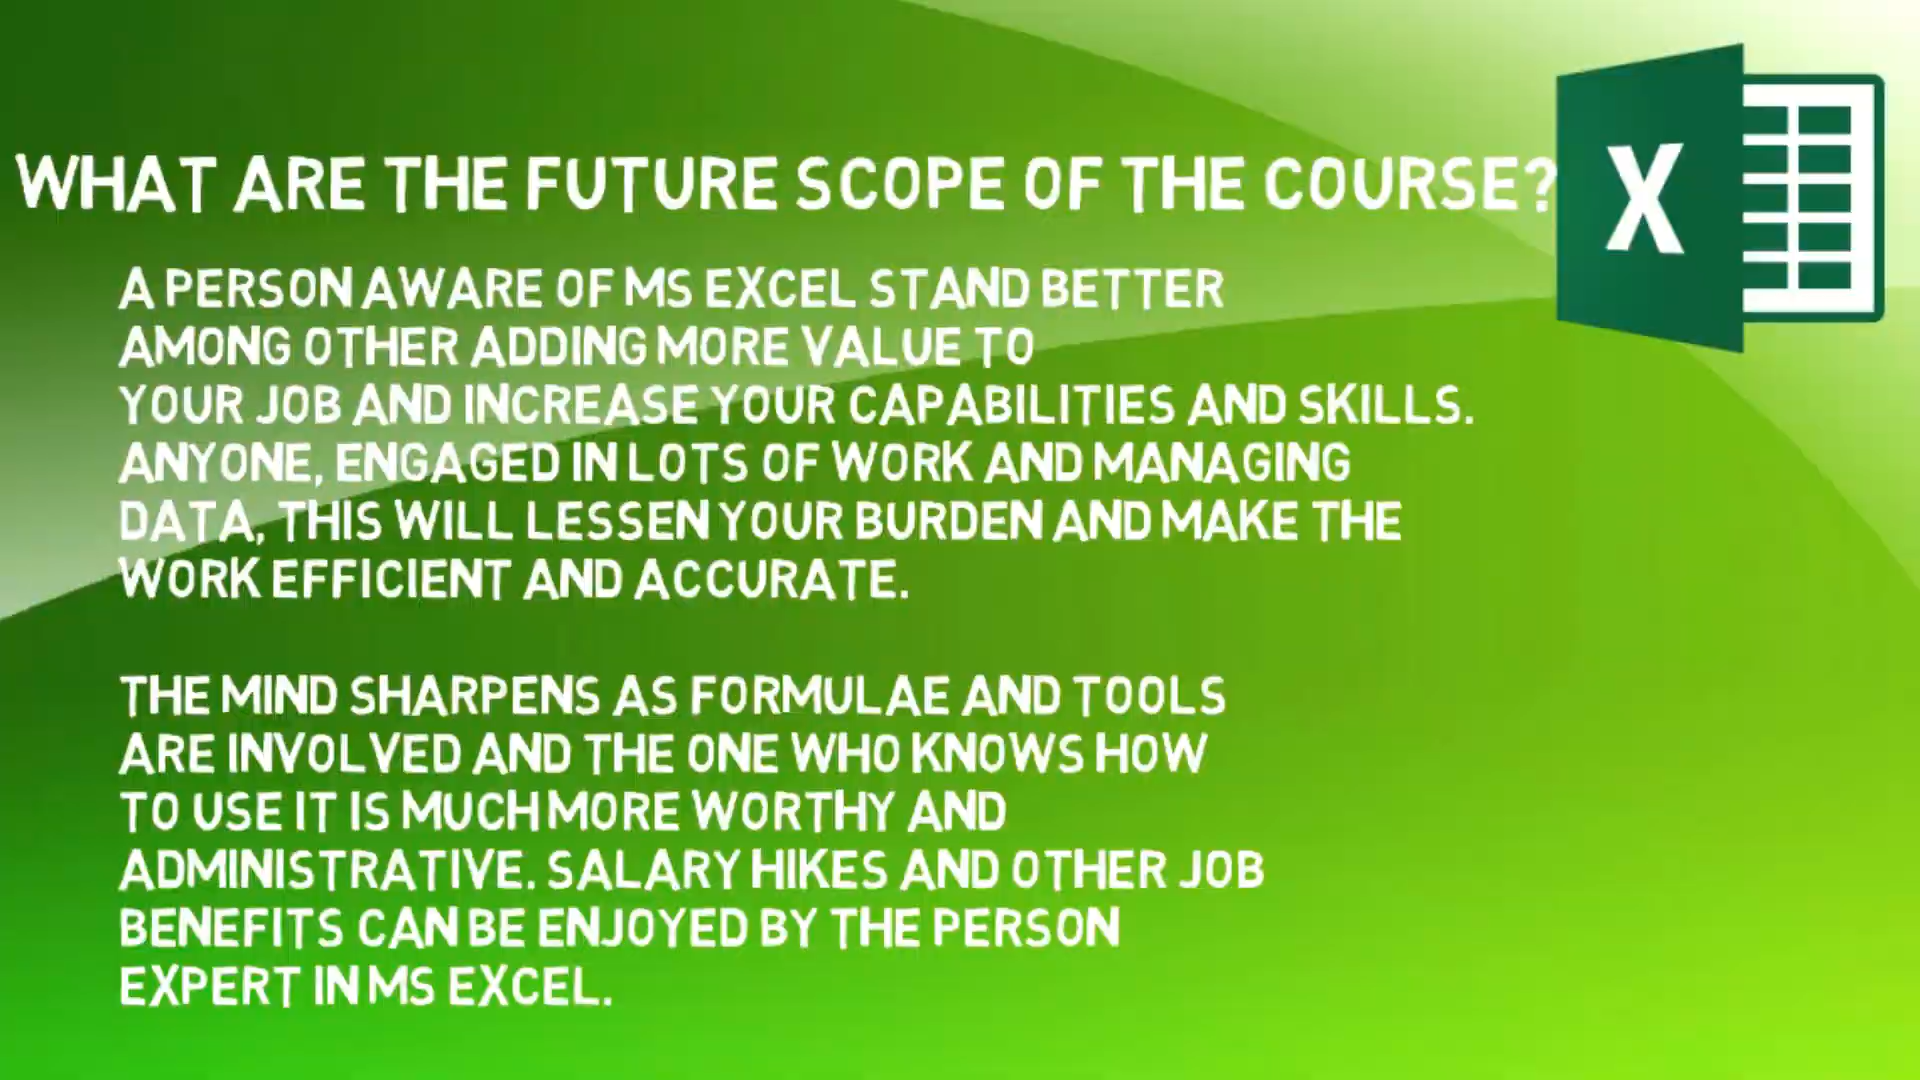 WHAT ARE THE FUTURE SCOPE OF THE COURSE?
X
A PERSON AWARE OF MS EXCEL STAND BETTER
AMONG OTHER ADDING MORE VALUE TO
YOUR JOB AND INCREASE YOUR CAPABILITIES AND SKILLS.
ANYONE, ENGAGED IN LOTS OF WORK AND MANAGING
DATA, THIS WILL LESSEN YOUR BURDEN AND MAKE THE
WORK EFFICIENT AND ACCURATE.
THE MIND SHARPENS AS FORMULAE AND TOOLS
ARE INVOLVED AND THE ONE WHO KNOWS HOW
TO USE IT IS MUCH MORE WORTHY AND
ADMINISTRATIVE. SALARY HIKES AND OTHER JOB
BENEFITS CAN BE ENJOYED BY THE PERSON
EXPERT IN MS EXCEL.